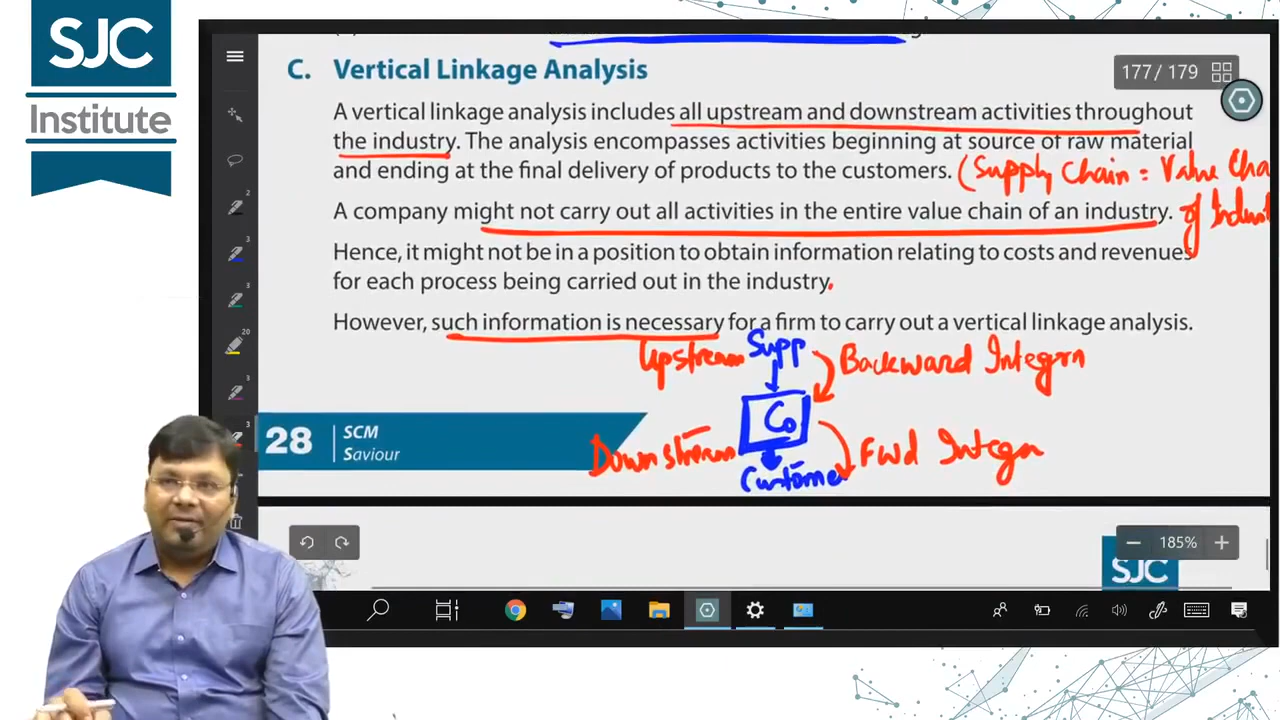 SJC
Institute
177 / 179
C. Vertical Linkage Analysis
A vertical linkage analysis includes all upstream and downstream activities throughout
the industry. The analysis encompasses activities beginning at source of raw material
and ending at the final delivery of products to the customers. (Supply Chain = Value Cha
A company might not carry out all activities in the entire value chain of an industry. of Indust
Hence, it might not be in a position to obtain information relating to costs and revenues
for each process being carried out in the industry.
However, such information is necessary for a firm to carry out a vertical linkage analysis.
Upstream Supp Backward Integrn
Co
Downstream Fwd Integn
Custome
28 SCM
Saviour
185%
SJC